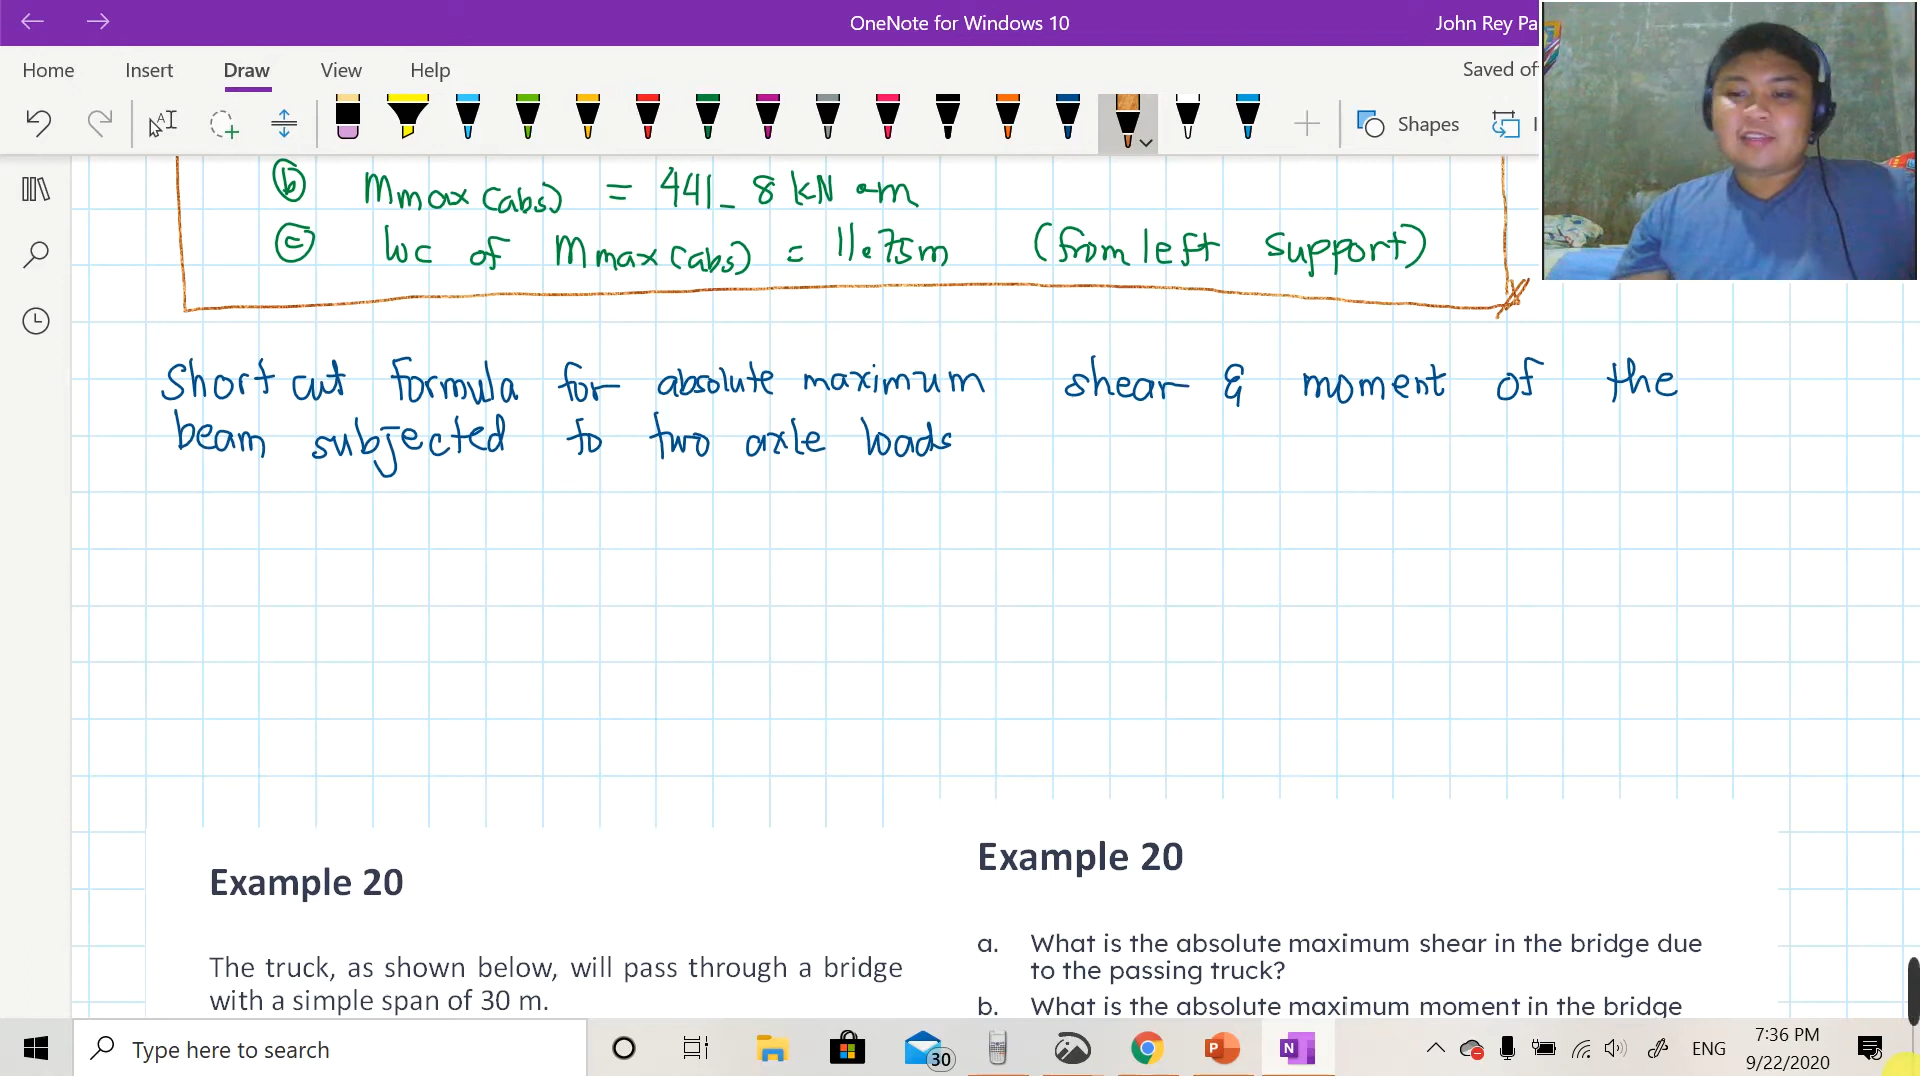 OneNote for Windows 10
John Rey Pa
Home Insert Draw View Help
Saved of
Shapes
b Mmax(abs) = 441.8 kN-m
c loc of Mmax(abs) = 11.75m (from left support)
Short cut formula for absolute maximum shear & moment of the
beam subjected to two axle loads
Example 20
The truck, as shown below, will pass through a bridge
with a simple span of 30 m.
Example 20
a. What is the absolute maximum shear in the bridge due
to the passing truck?
b. What is the absolute maximum moment in the bridge
Type here to search
30
ENG
7:36 PM
9/22/2020